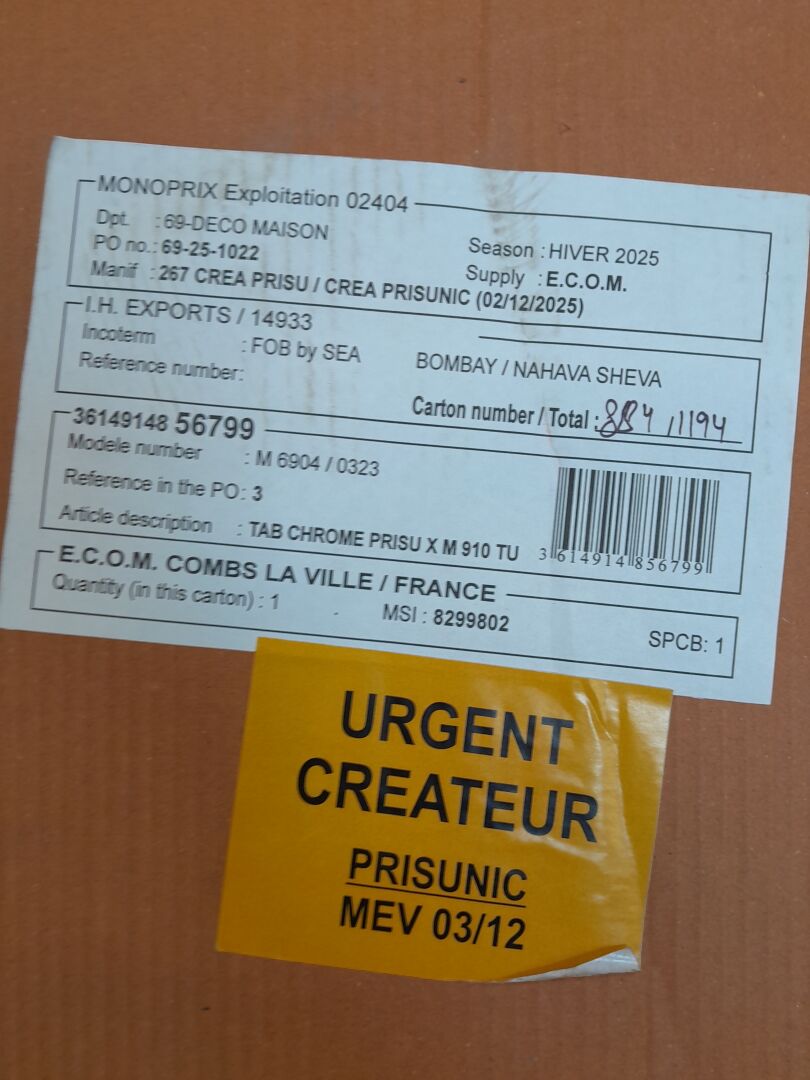 MONOPRIX Exploitation 02404
Dpt. : 69-DECO MAISON
PO no.: 69-25-1022
Season : HIVER 2025
Supply : E.C.O.M.
Manif : 267 CREA PRISU / CREA PRISUNIC (02/12/2025)
I.H. EXPORTS / 14933
Incoterm : FOB by SEA
BOMBAY / NAHAVA SHEVA
Reference number:
Carton number / Total : 884 / 1194
36149148 56799
Modele number : M 6904 / 0323
Reference in the PO: 3
Article description : TAB CHROME PRISU X M 910 TU
3 614914 856799
E.C.O.M. COMBS LA VILLE / FRANCE
Quantity (in this carton) : 1
MSI : 8299802
SPCB: 1
URGENT
CREATEUR
PRISUNIC
MEV 03/12